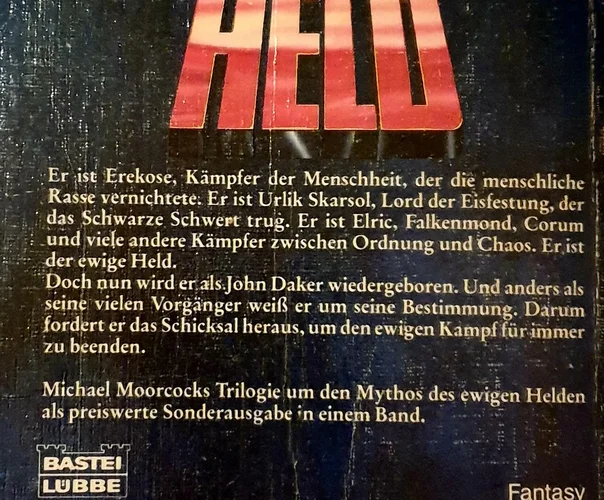 HELD
Er ist Erekose, Kämpfer der Menschheit, der die menschliche
Rasse vernichtete. Er ist Urlik Skarsol, Lord der Eisfestung, der
das Schwarze Schwert trug. Er ist Elric, Falkenmond, Corum
und viele andere Kämpfer zwischen Ordnung und Chaos. Er ist
der ewige Held.
Doch nun wird er als John Daker wiedergeboren. Und anders als
seine vielen Vorgänger weiß er um seine Bestimmung. Darum
fordert er das Schicksal heraus, um den ewigen Kampf für immer
zu beenden.
Michael Moorcocks Trilogie um den Mythos des ewigen Helden
als preiswerte Sonderausgabe in einem Band.
BASTEI
LÜBBE
Fantasy